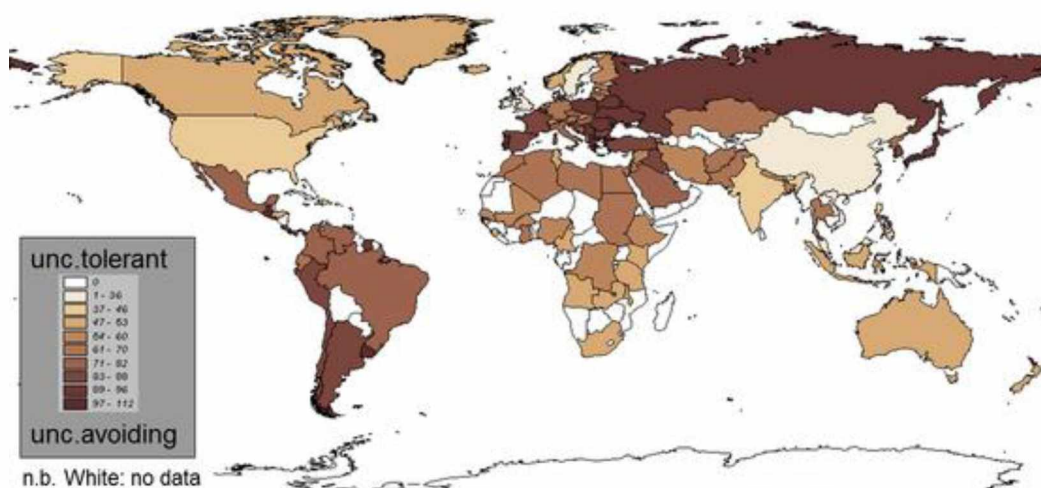 unc.tolerant
0
1 - 36
37 - 46
47 - 53
54 - 60
61 - 70
71 - 82
83 - 88
89 - 96
97 - 112
unc.avoiding
n.b. White: no data